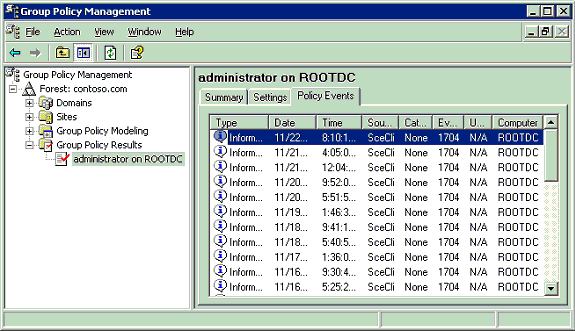 Group Policy Management
File Action View Window Help
Group Policy Management
Forest: contoso.com
Domains
Sites
Group Policy Modeling
Group Policy Results
administrator on ROOTDC
administrator on ROOTDC
Summary Settings Policy Events
Type Date Time Sou... Cat... Ev... U... Computer
Inform... 11/22... 8:10:1... SceCli None 1704 N/A ROOTDC
Inform... 11/21... 4:05:0... SceCli None 1704 N/A ROOTDC
Inform... 11/21... 12:04:... SceCli None 1704 N/A ROOTDC
Inform... 11/20... 9:52:0... SceCli None 1704 N/A ROOTDC
Inform... 11/20... 5:51:5... SceCli None 1704 N/A ROOTDC
Inform... 11/19... 1:46:3... SceCli None 1704 N/A ROOTDC
Inform... 11/18... 9:41:1... SceCli None 1704 N/A ROOTDC
Inform... 11/18... 5:40:5... SceCli None 1704 N/A ROOTDC
Inform... 11/17... 1:36:0... SceCli None 1704 N/A ROOTDC
Inform... 11/16... 9:30:4... SceCli None 1704 N/A ROOTDC
Inform... 11/16... 5:25:2... SceCli None 1704 N/A ROOTDC